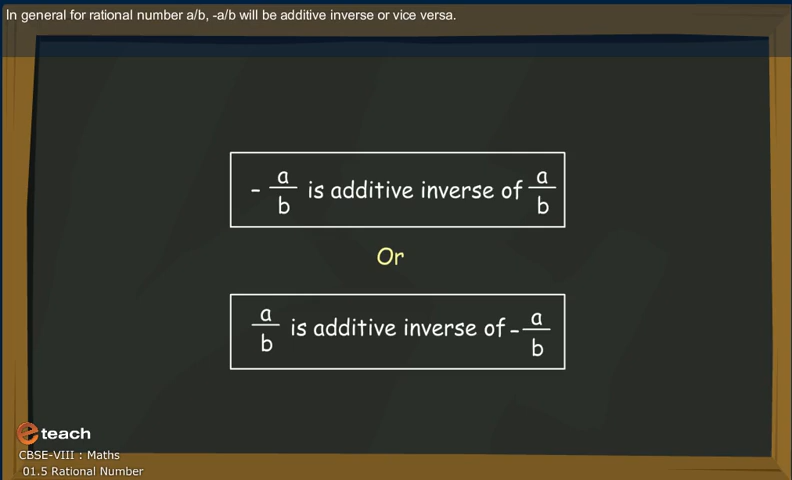 In general for rational number a/b, -a/b will be additive inverse or vice versa.
- a/b is additive inverse of a/b
Or
a/b is additive inverse of - a/b
e teach
CBSE-VIII : Maths
01.5 Rational Number